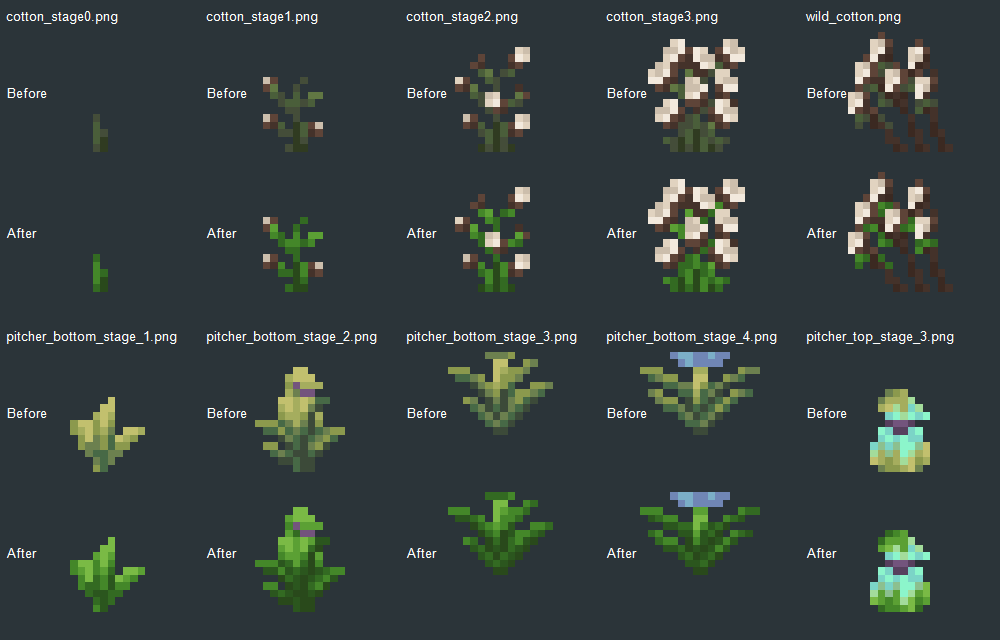 cotton_stage0.png cotton_stage1.png cotton_stage2.png cotton_stage3.png wild_cotton.png
Before Before Before Before Before
After After After After After
pitcher_bottom_stage_1.png pitcher_bottom_stage_2.png pitcher_bottom_stage_3.png pitcher_bottom_stage_4.png pitcher_top_stage_3.png
Before Before Before Before Before
After After After After After